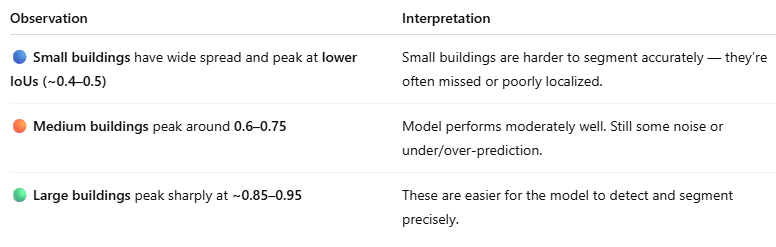 Observation Interpretation
Small buildings have wide spread and peak at lower
IoUs (~0.4–0.5)
Small buildings are harder to segment accurately — they're
often missed or poorly localized.
Medium buildings peak around 0.6–0.75
Model performs moderately well. Still some noise or
under/over-prediction.
Large buildings peak sharply at ~0.85–0.95
These are easier for the model to detect and segment
precisely.